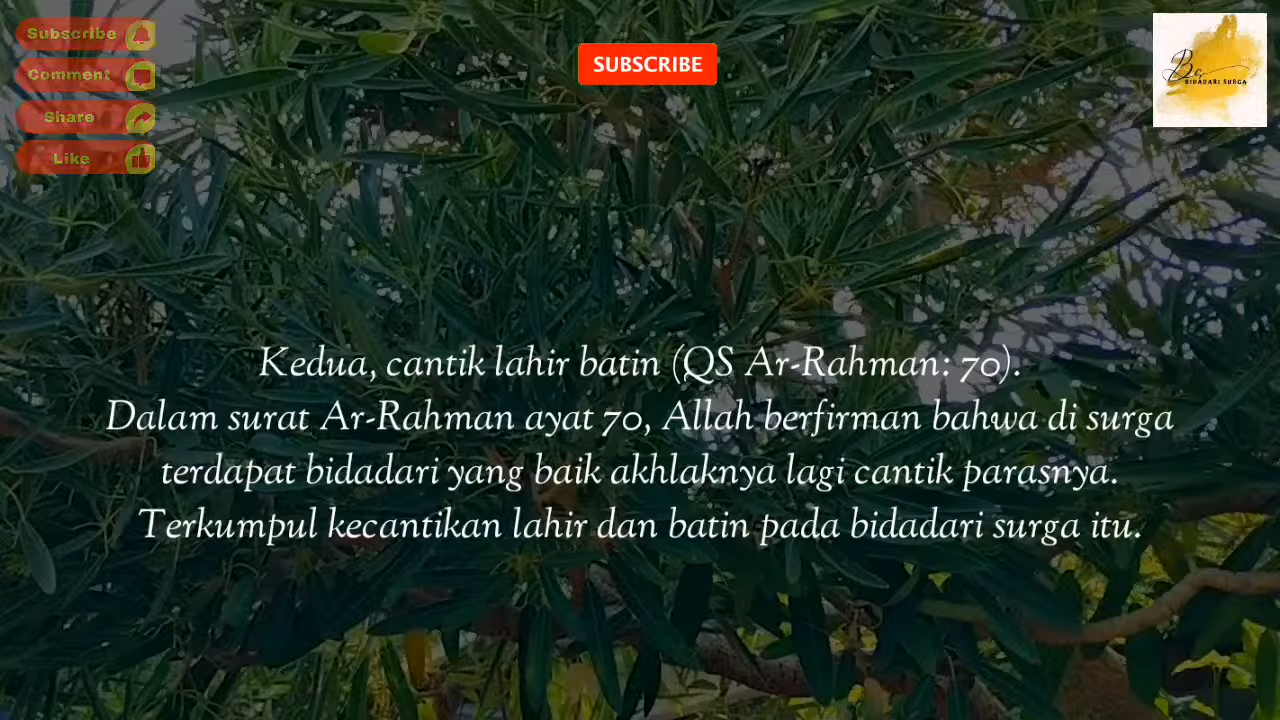 Subscribe
Comment
Share
Like
SUBSCRIBE
Bs
BIDADARI SURGA
Kedua, cantik lahir batin (QS Ar-Rahman: 70).
Dalam surat Ar-Rahman ayat 70, Allah berfirman bahwa di surga
terdapat bidadari yang baik akhlaknya lagi cantik parasnya.
Terkumpul kecantikan lahir dan batin pada bidadari surga itu.